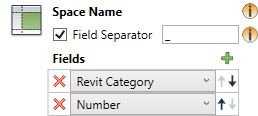 Space Name
Field Separator _
Fields
Revit Category
Number